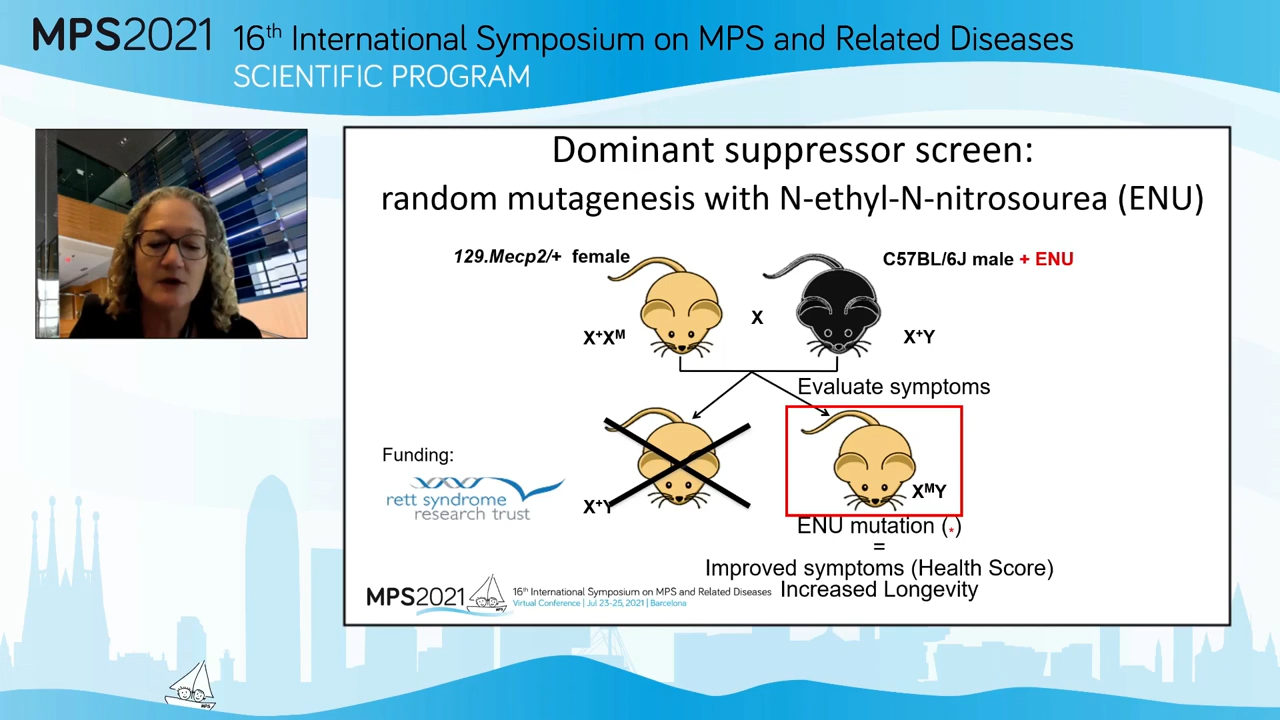 MPS2021 16th International Symposium on MPS and Related Diseases
SCIENTIFIC PROGRAM
Dominant suppressor screen:
random mutagenesis with N-ethyl-N-nitrosourea (ENU)
129.Mecp2/+ female
C57BL/6J male + ENU
X
X⁺Xᴹ
X⁺Y
Evaluate symptoms
Funding:
rett syndrome
research trust
X⁺Y
XᴹY
ENU mutation (*)
=
Improved symptoms (Health Score)
Increased Longevity
MPS2021
MPS
16th International Symposium on MPS and Related Diseases
Virtual Conference | Jul 23-25, 2021 | Barcelona
MPS